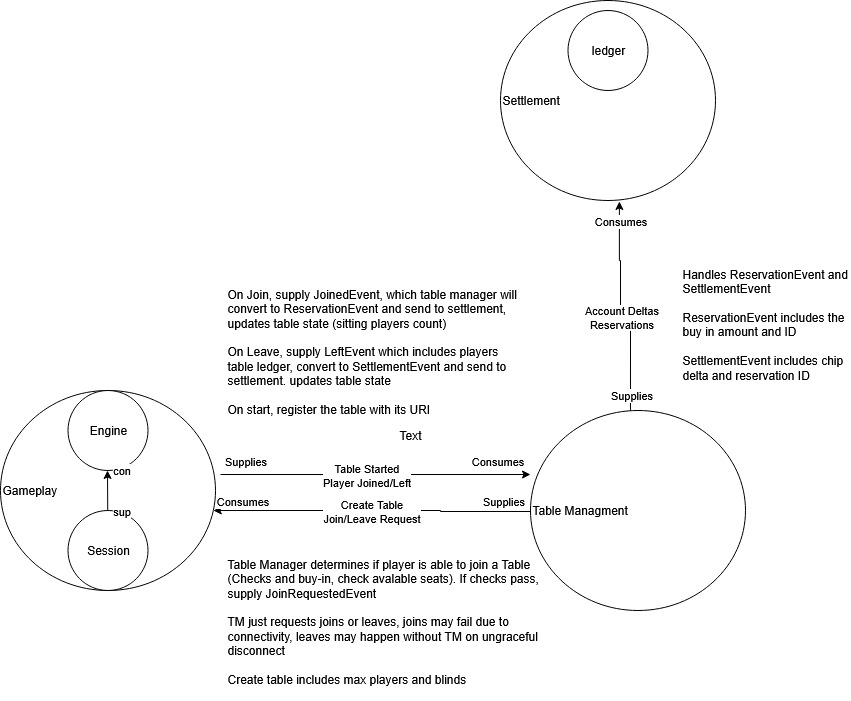 ledger
Settlement
Consumes
Handles ReservationEvent and
SettlementEvent
Account Deltas
Reservations
ReservationEvent includes the
buy in amount and ID
SettlementEvent includes chip
delta and reservation ID
Supplies
On Join, supply JoinedEvent, which table manager will
convert to ReservationEvent and send to settlement,
updates table state (sitting players count)
On Leave, supply LeftEvent which includes players
table ledger, convert to SettlementEvent and send to
settlement. updates table state
On start, register the table with its URI
Text
Engine
con
Gameplay
sup
Session
Supplies
Table Started
Player Joined/Left
Consumes
Consumes
Create Table
Join/Leave Request
Supplies
Table Managment
Table Manager determines if player is able to join a Table
(Checks and buy-in, check avalable seats). If checks pass,
supply JoinRequestedEvent
TM just requests joins or leaves, joins may fail due to
connectivity, leaves may happen without TM on ungraceful
disconnect
Create table includes max players and blinds